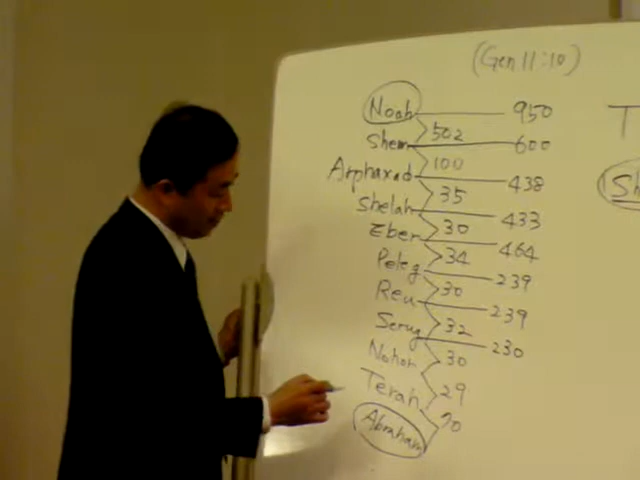 (Gen 11:10)
Noah 950
502
Shem 600
100
Arphaxad 438
35
Shelah 433
30
Eber 464
34
Peleg 239
30
Reu 239
32
Serug 230
30
Nahor
29
Terah
70
Abraham
T
Sh